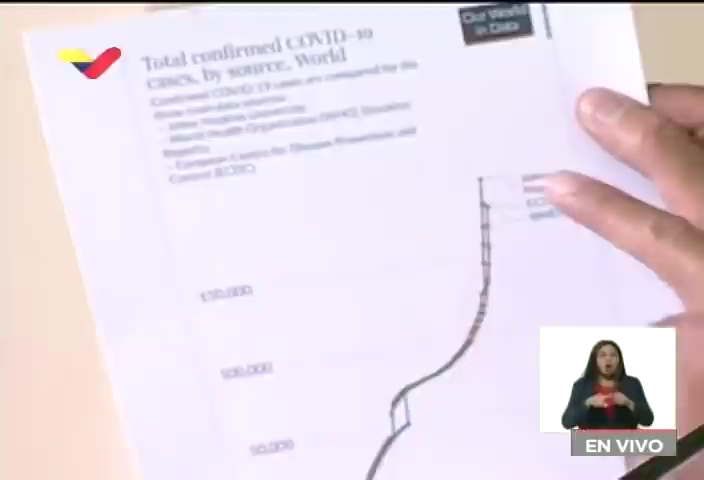 Total confirmed COVID-19
cases, by source, World
Confirmed COVID-19 cases are compared for the
three main data sources:
- Johns Hopkins University
- World Health Organization (WHO) Situation
Reports
- European Centre for Disease Prevention and
Control (ECDC)
Our World
in Data
150,000
100,000
50,000
EN VIVO